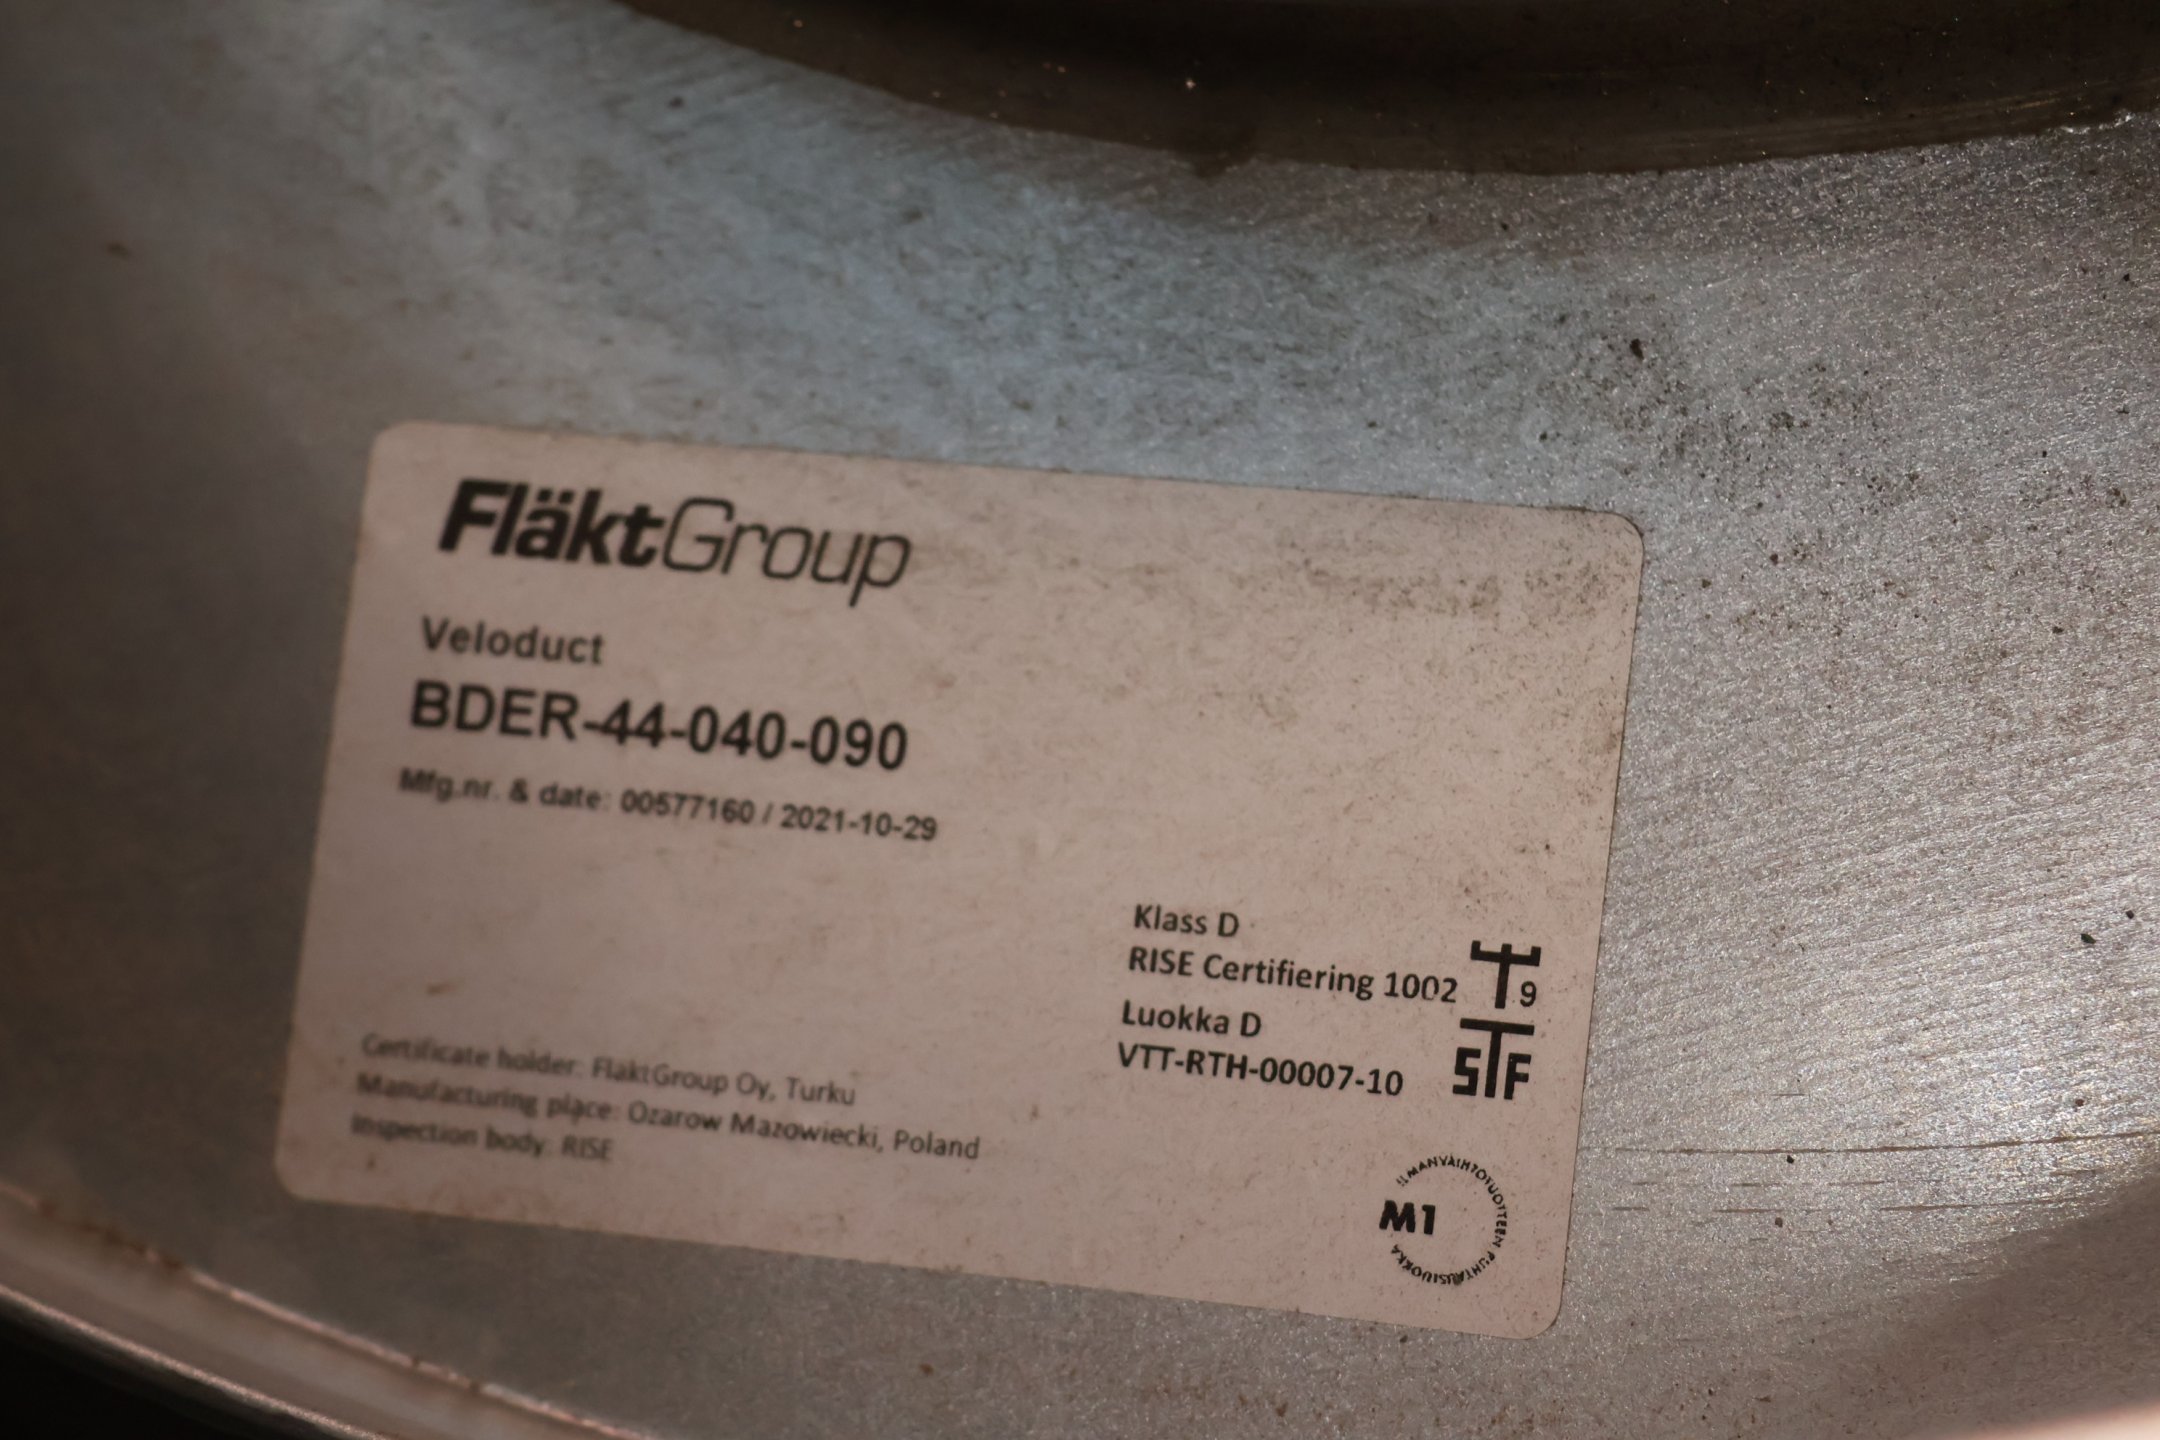 FläktGroup
Veloduct
BDER-44-040-090
Mfg.nr. & date: 00577160 / 2021-10-29
Klass D
RISE Certifiering 1002
9
Luokka D
VTT-RTH-00007-10
STF
Certificate holder: FläktGroup Oy, Turku
Manufacturing place: Ozarow Mazowiecki, Poland
Inspection body: RISE
M1
ILMANVAIHTOTUOTTEEN PUHTAUSLUOKKA